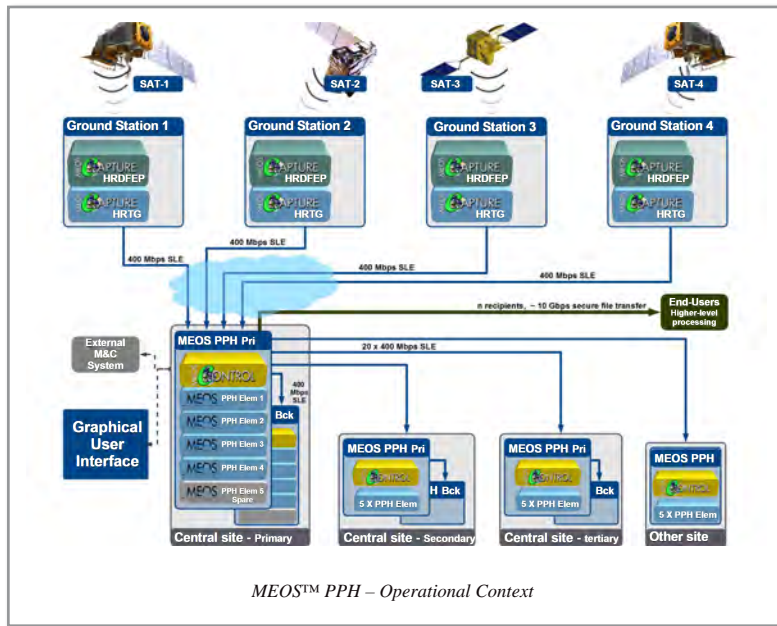 SAT-1
SAT-2
SAT-3
SAT-4
Ground Station 1
Ground Station 2
Ground Station 3
Ground Station 4
CAPTURE
HRDFEP
CAPTURE
HRTG
CAPTURE
HRDFEP
CAPTURE
HRTG
CAPTURE
HRDFEP
CAPTURE
HRTG
CAPTURE
HRDFEP
CAPTURE
HRTG
400 Mbps SLE
400 Mbps SLE
400 Mbps SLE
400 Mbps SLE
n recipients, ~ 10 Gbps secure file transfer
End-Users
Higher-level
processing
External
M&C
System
Graphical
User
Interface
MEOS PPH Pri
CONTROL
MEOS PPH Elem 1
MEOS PPH Elem 2
MEOS PPH Elem 3
MEOS PPH Elem 4
MEOS PPH Elem 5
Spare
400
Mbps
SLE
Bck
20 x 400 Mbps SLE
Central site - Primary
MEOS PPH Pri
CONTROL
5 X PPH Elem
H Bck
Central site - Secondary
MEOS PPH Pri
CONTROL
5 X PPH Elem
Bck
Central site - tertiary
MEOS PPH
CONTROL
5 X PPH Elem
Other site
MEOS™ PPH – Operational Context